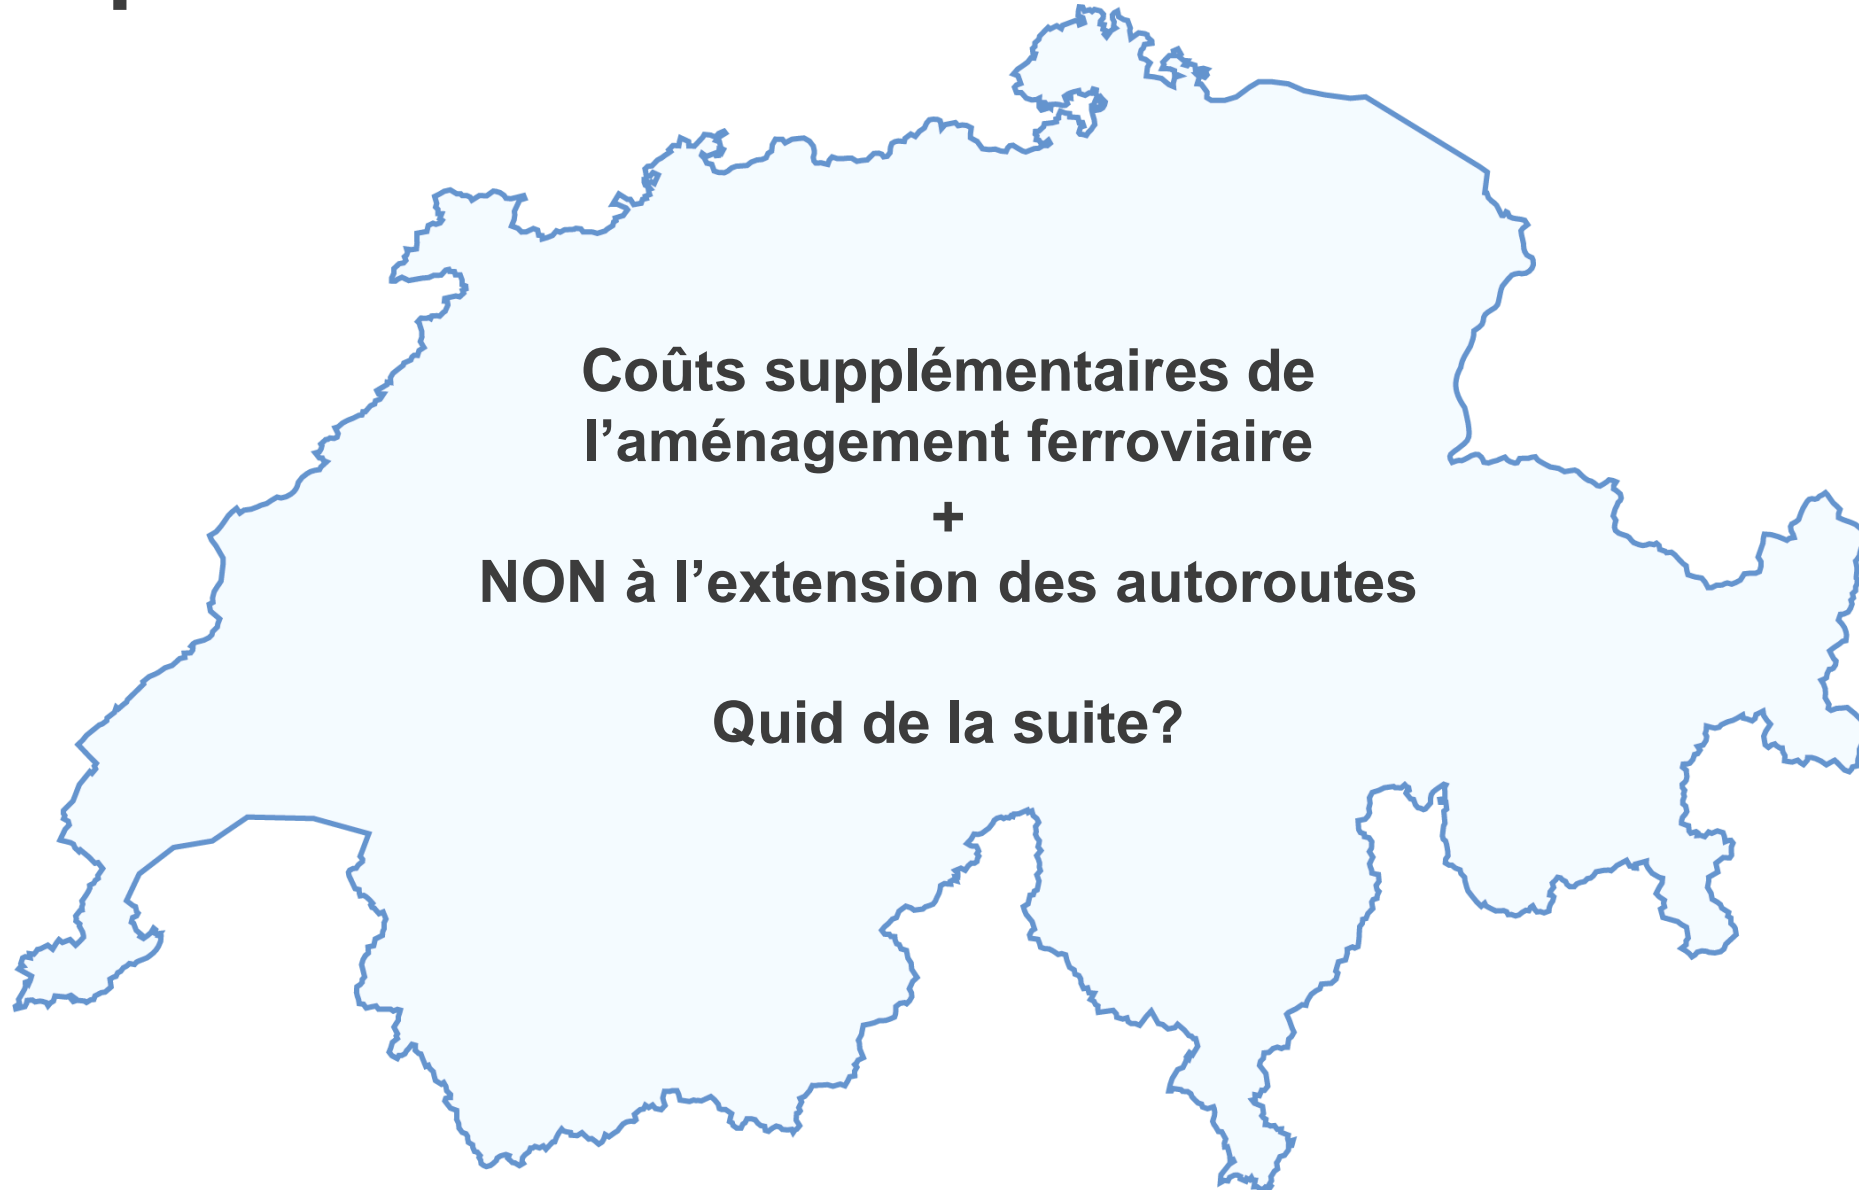 Coûts supplémentaires de
l’aménagement ferroviaire
+
NON à l’extension des autoroutes
Quid de la suite?